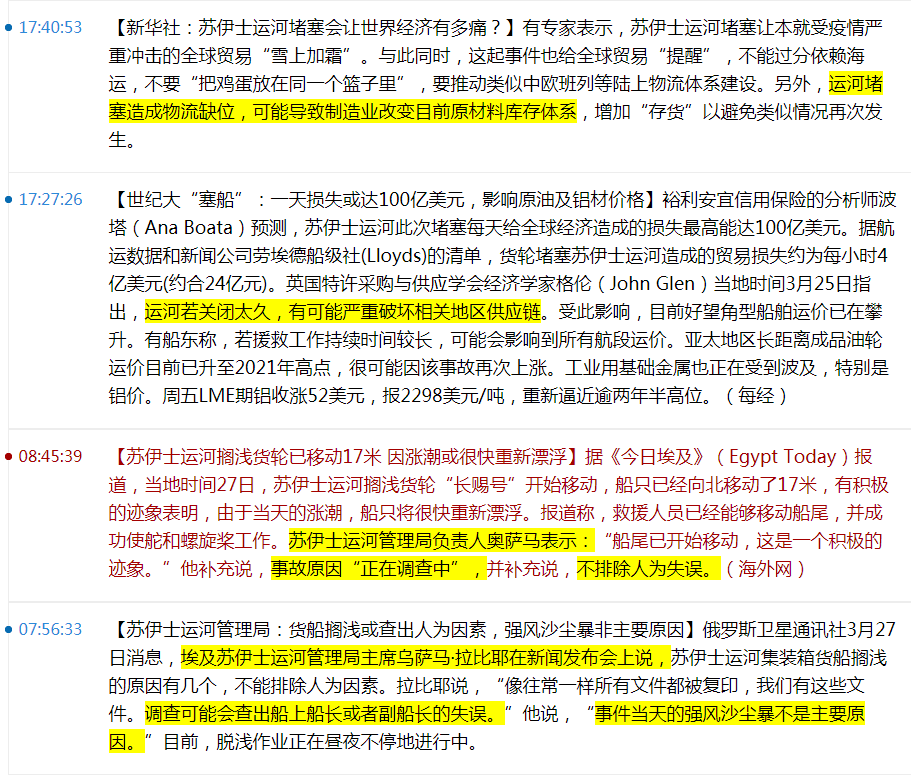 17:40:53 【新华社：苏伊士运河堵塞会让世界经济有多痛？】有专家表示，苏伊士运河堵塞让本就受疫情严
重冲击的全球贸易“雪上加霜”。与此同时，这起事件也给全球贸易“提醒”，不能过分依赖海
运，不要“把鸡蛋放在同一个篮子里”，要推动类似中欧班列等陆上物流体系建设。另外，运河堵
塞造成物流缺位，可能导致制造业改变目前原材料库存体系，增加“存货”以避免类似情况再次发
生。
17:27:26 【世纪大“塞船”：一天损失或达100亿美元，影响原油及铝材价格】裕利安宜信用保险的分析师波
塔（Ana Boata）预测，苏伊士运河此次堵塞每天给全球经济造成的损失最高能达100亿美元。据航
运数据和新闻公司劳埃德船级社(Lloyds)的清单，货轮堵塞苏伊士运河造成的贸易损失约为每小时4
亿美元(约合24亿元)。英国特许采购与供应学会经济学家格伦（John Glen）当地时间3月25日指
出，运河若关闭太久，有可能严重破坏相关地区供应链。受此影响，目前好望角型船舶运价已在攀
升。有船东称，若援救工作持续时间较长，可能会影响到所有航段运价。亚太地区长距离成品油轮
运价目前已升至2021年高点，很可能因该事故再次上涨。工业用基础金属也正在受到波及，特别是
铝价。周五LME期铝收涨52美元，报2298美元/吨，重新逼近逾两年半高位。（每经）
08:45:39 【苏伊士运河搁浅货轮已移动17米 因涨潮或很快重新漂浮】据《今日埃及》（Egypt Today）报
道，当地时间27日，苏伊士运河搁浅货轮“长赐号”开始移动，船只已经向北移动了17米，有积极
的迹象表明，由于当天的涨潮，船只将很快重新漂浮。报道称，救援人员已经能够移动船尾，并成
功使舵和螺旋桨工作。苏伊士运河管理局负责人奥萨马表示：“船尾已开始移动，这是一个积极的
迹象。”他补充说，事故原因“正在调查中”，并补充说，不排除人为失误。（海外网）
07:56:33 【苏伊士运河管理局：货船搁浅或查出人为因素，强风沙尘暴非主要原因】俄罗斯卫星通讯社3月27
日消息，埃及苏伊士运河管理局主席乌萨马·拉比耶在新闻发布会上说，苏伊士运河集装箱货船搁浅
的原因有几个，不能排除人为因素。拉比耶说，“像往常一样所有文件都被复印，我们有这些文
件。调查可能会查出船上船长或者副船长的失误。”他说，“事件当天的强风沙尘暴不是主要原
因。”目前，脱浅作业正在昼夜不停地进行中。